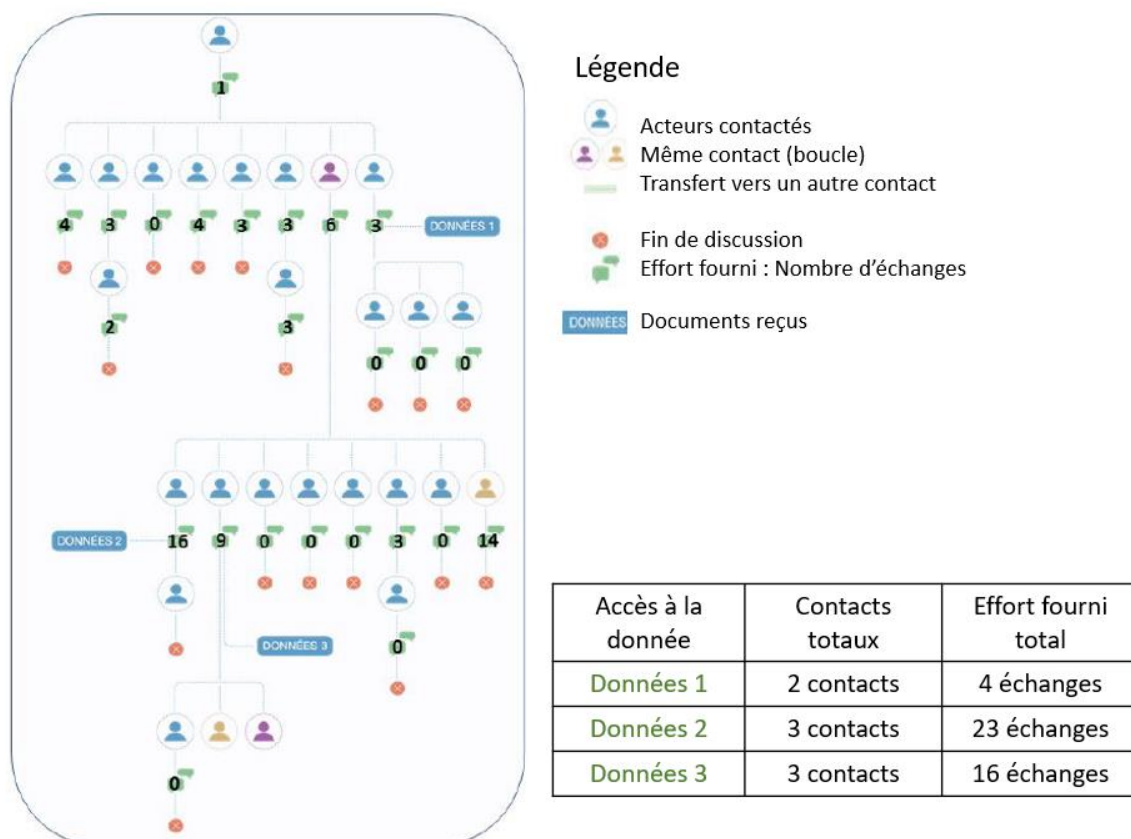 1
4 3 0 4 3 3 6 3 DONNÉES 1
2 3
0 0 0
DONNÉES 2 16 9 0 0 0 3 0 14
DONNÉES 3
0
0
Légende
Acteurs contactés
Même contact (boucle)
Transfert vers un autre contact
Fin de discussion
Effort fourni : Nombre d’échanges
DONNÉES Documents reçus
Accès à la donnée Contacts totaux Effort fourni total
Données 1 2 contacts 4 échanges
Données 2 3 contacts 23 échanges
Données 3 3 contacts 16 échanges